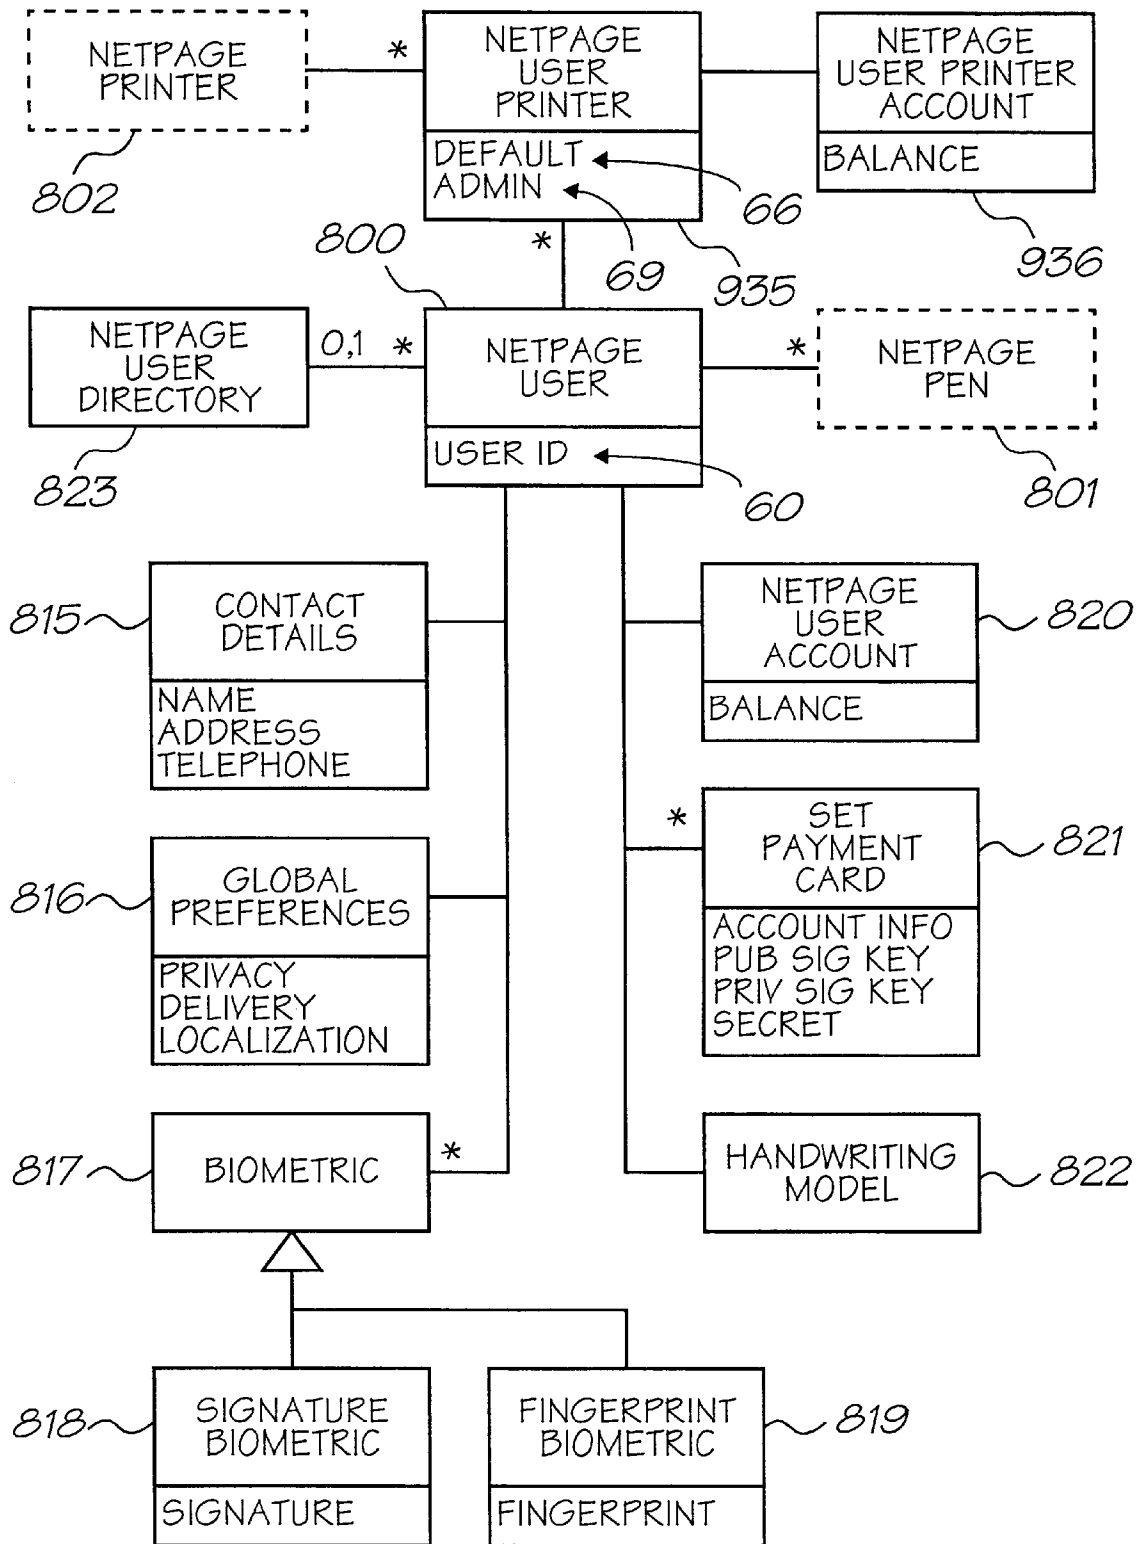 NETPAGE
PRINTER
802
*
NETPAGE
USER
PRINTER
DEFAULT
ADMIN
66
69
935
NETPAGE
USER PRINTER
ACCOUNT
BALANCE
936
*
800
NETPAGE
USER
DIRECTORY
823
0,1 *
NETPAGE
USER
USER ID
60
*
NETPAGE
PEN
801
815
CONTACT
DETAILS
NAME
ADDRESS
TELEPHONE
NETPAGE
USER
ACCOUNT
BALANCE
820
816
GLOBAL
PREFERENCES
PRIVACY
DELIVERY
LOCALIZATION
*
SET
PAYMENT
CARD
ACCOUNT INFO
PUB SIG KEY
PRIV SIG KEY
SECRET
821
817
BIOMETRIC
*
HANDWRITING
MODEL
822
818
SIGNATURE
BIOMETRIC
SIGNATURE
FINGERPRINT
BIOMETRIC
FINGERPRINT
819